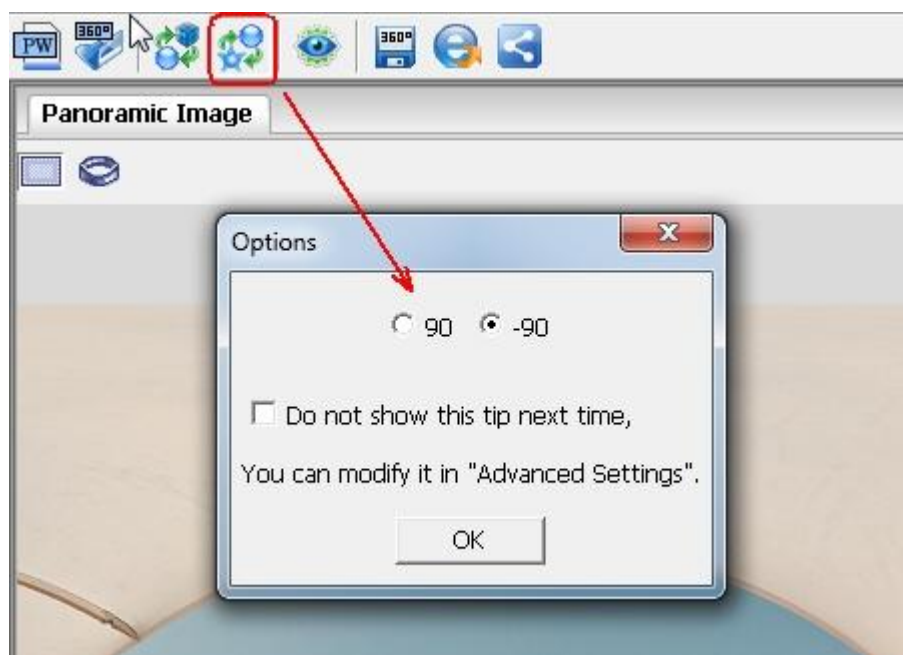 PW 360° 360°
Panoramic Image
Options
90 -90
Do not show this tip next time,
You can modify it in "Advanced Settings".
OK